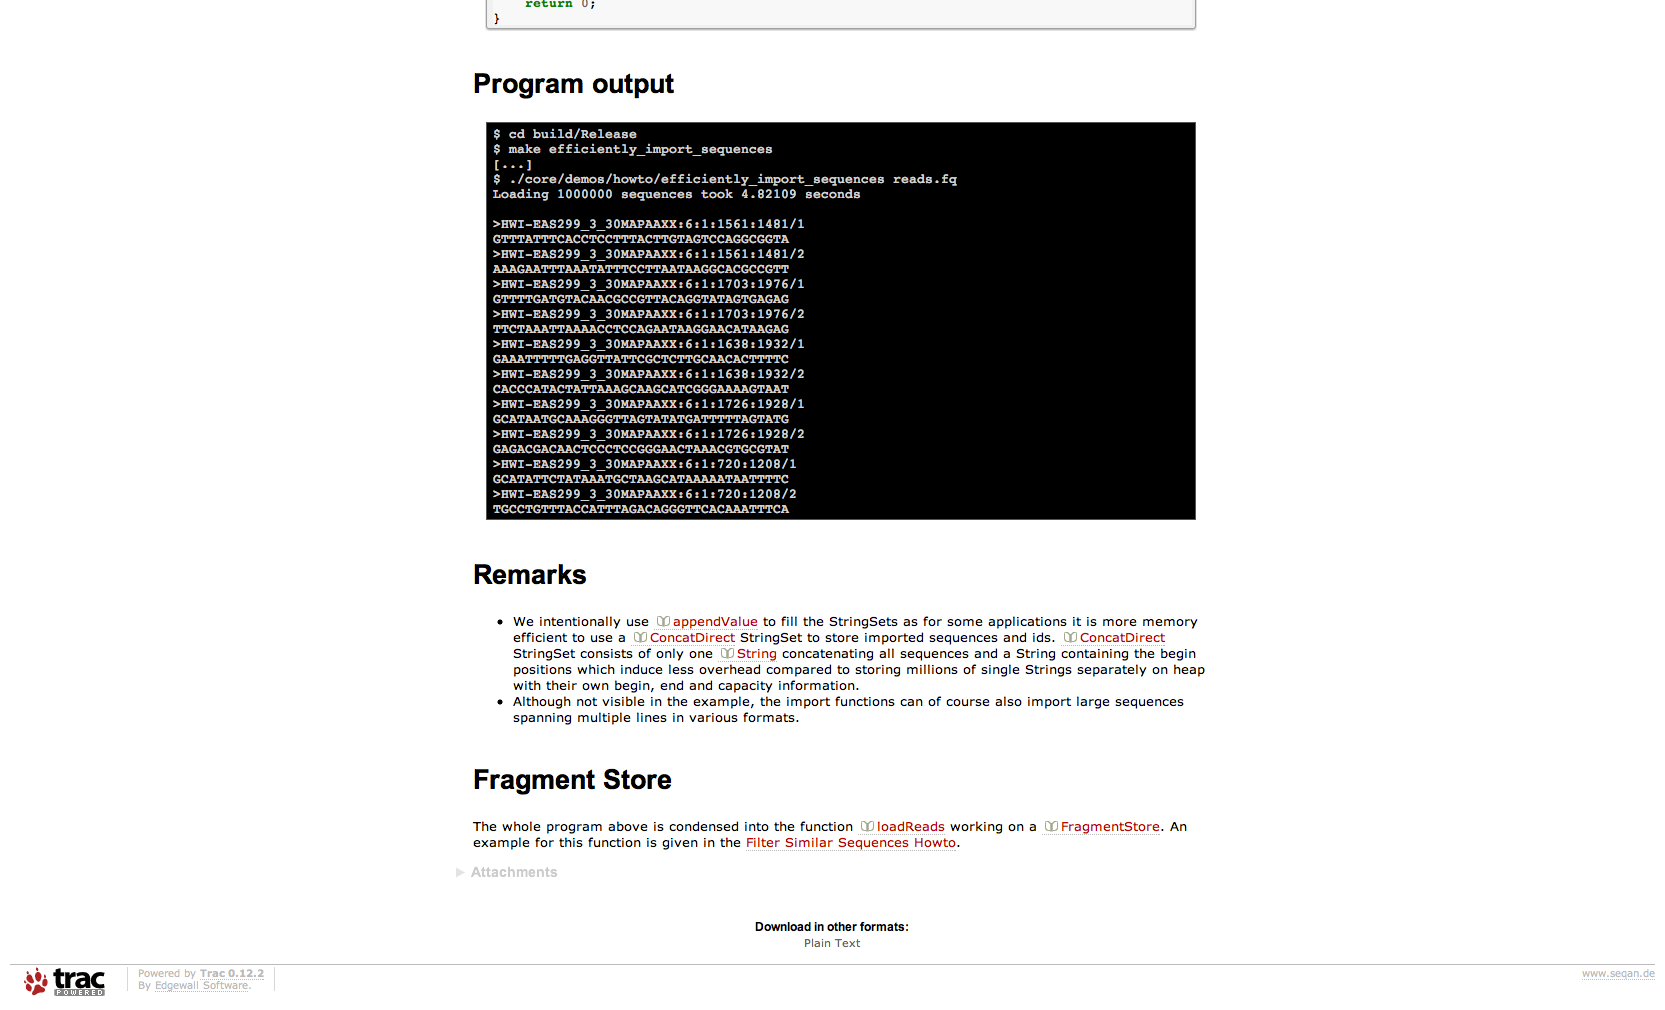 return 0;
}
Program output
$ cd build/Release
$ make efficiently_import_sequences
[...]
$ ./core/demos/howto/efficiently_import_sequences reads.fq
Loading 1000000 sequences took 4.82109 seconds
>HWI-EAS299_3_30MAPAAXX:6:1:1561:1481/1
GTTTATTTCACCTCCTTTACTTGTAGTCCAGGCGGTA
>HWI-EAS299_3_30MAPAAXX:6:1:1561:1481/2
AAAGAATTTAAATATTTCCTTAATAAGGCACGCCGTT
>HWI-EAS299_3_30MAPAAXX:6:1:1703:1976/1
GTTTTGATGTACAACGCCGTTACAGGTATAGTGAGAG
>HWI-EAS299_3_30MAPAAXX:6:1:1703:1976/2
TTCTAAATTAAAACCTCCAGAATAAGGAACATAAGAG
>HWI-EAS299_3_30MAPAAXX:6:1:1638:1932/1
GAAATTTTTGAGGTTATTCGCTCTTGCAACACTTTTC
>HWI-EAS299_3_30MAPAAXX:6:1:1638:1932/2
CACCCATACTATTAAAGCAAGCATCGGGAAAAGTAAT
>HWI-EAS299_3_30MAPAAXX:6:1:1726:1928/1
GCATAATGCAAAGGGTTAGTATATGATTTTTAGTATG
>HWI-EAS299_3_30MAPAAXX:6:1:1726:1928/2
GAGACGACAACTCCCTCCGGGAACTAAACGTGCGTAT
>HWI-EAS299_3_30MAPAAXX:6:1:720:1208/1
GCATATTCTATAAATGCTAAGCATAAAAATAATTTTC
>HWI-EAS299_3_30MAPAAXX:6:1:720:1208/2
TGCCTGTTTACCATTTAGACAGGGTTCACAAATTTCA
Remarks
• We intentionally use appendValue to fill the StringSets as for some applications it is more memory
efficient to use a ConcatDirect StringSet to store imported sequences and ids. ConcatDirect
StringSet consists of only one String concatenating all sequences and a String containing the begin
positions which induce less overhead compared to storing millions of single Strings separately on heap
with their own begin, end and capacity information.
• Although not visible in the example, the import functions can of course also import large sequences
spanning multiple lines in various formats.
Fragment Store
The whole program above is condensed into the function loadReads working on a FragmentStore. An
example for this function is given in the Filter Similar Sequences Howto.
Attachments
Download in other formats:
Plain Text
trac
POWERED
Powered by Trac 0.12.2
By Edgewall Software.
www.seqan.de